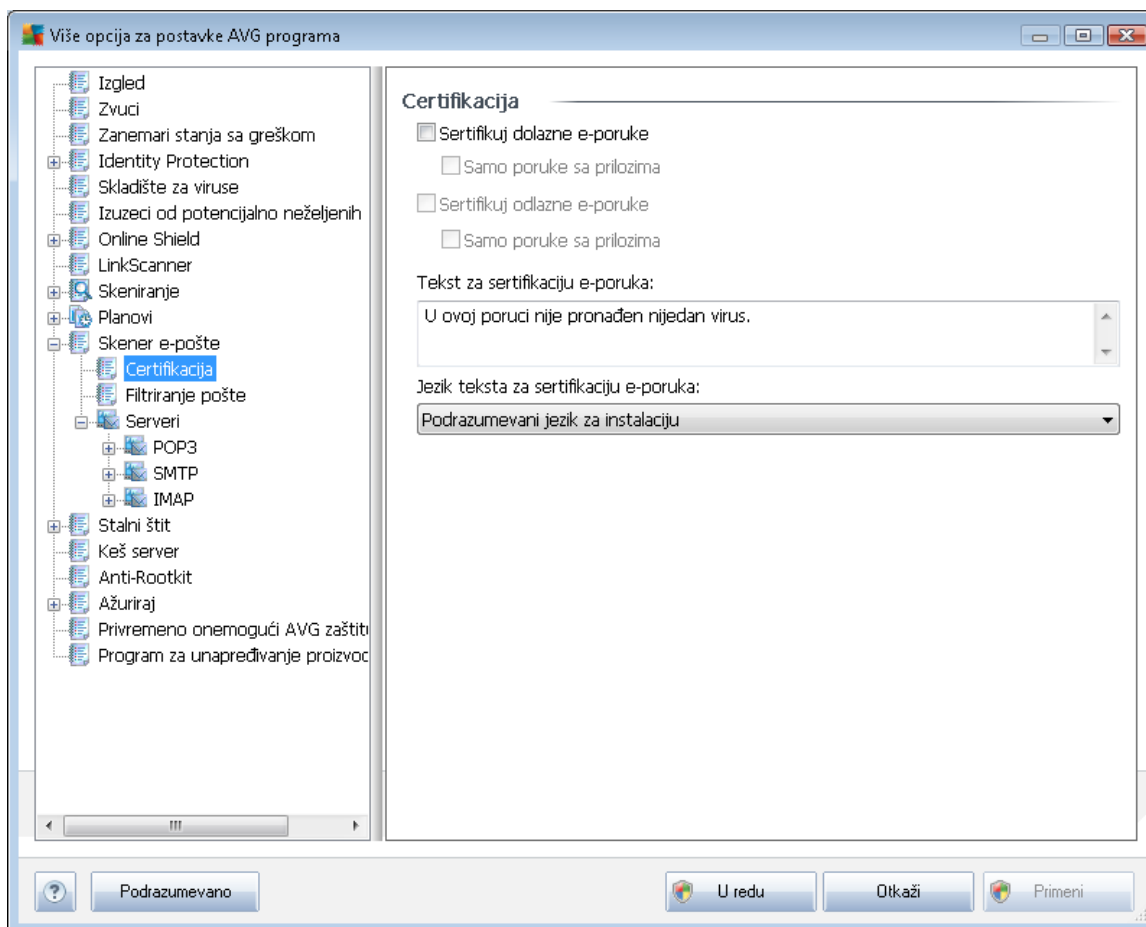 Više opcija za postavke AVG programa
Izgled
Zvuci
Zanemari stanja sa greškom
Identity Protection
Skladište za viruse
Izuzeci od potencijalno neželjenih
Online Shield
LinkScanner
Skeniranje
Planovi
Skener e-pošte
Certifikacija
Filtriranje pošte
Serveri
POP3
SMTP
IMAP
Stalni štit
Keš server
Anti-Rootkit
Ažuriraj
Privremeno onemogući AVG zaštitu
Program za unapređivanje proizvod
Certifikacija
Sertifikuj dolazne e-poruke
Samo poruke sa prilozima
Sertifikuj odlazne e-poruke
Samo poruke sa prilozima
Tekst za sertifikaciju e-poruka:
U ovoj poruci nije pronađen nijedan virus.
Jezik teksta za sertifikaciju e-poruka:
Podrazumevani jezik za instalaciju
?
Podrazumevano
U redu
Otkaži
Primeni